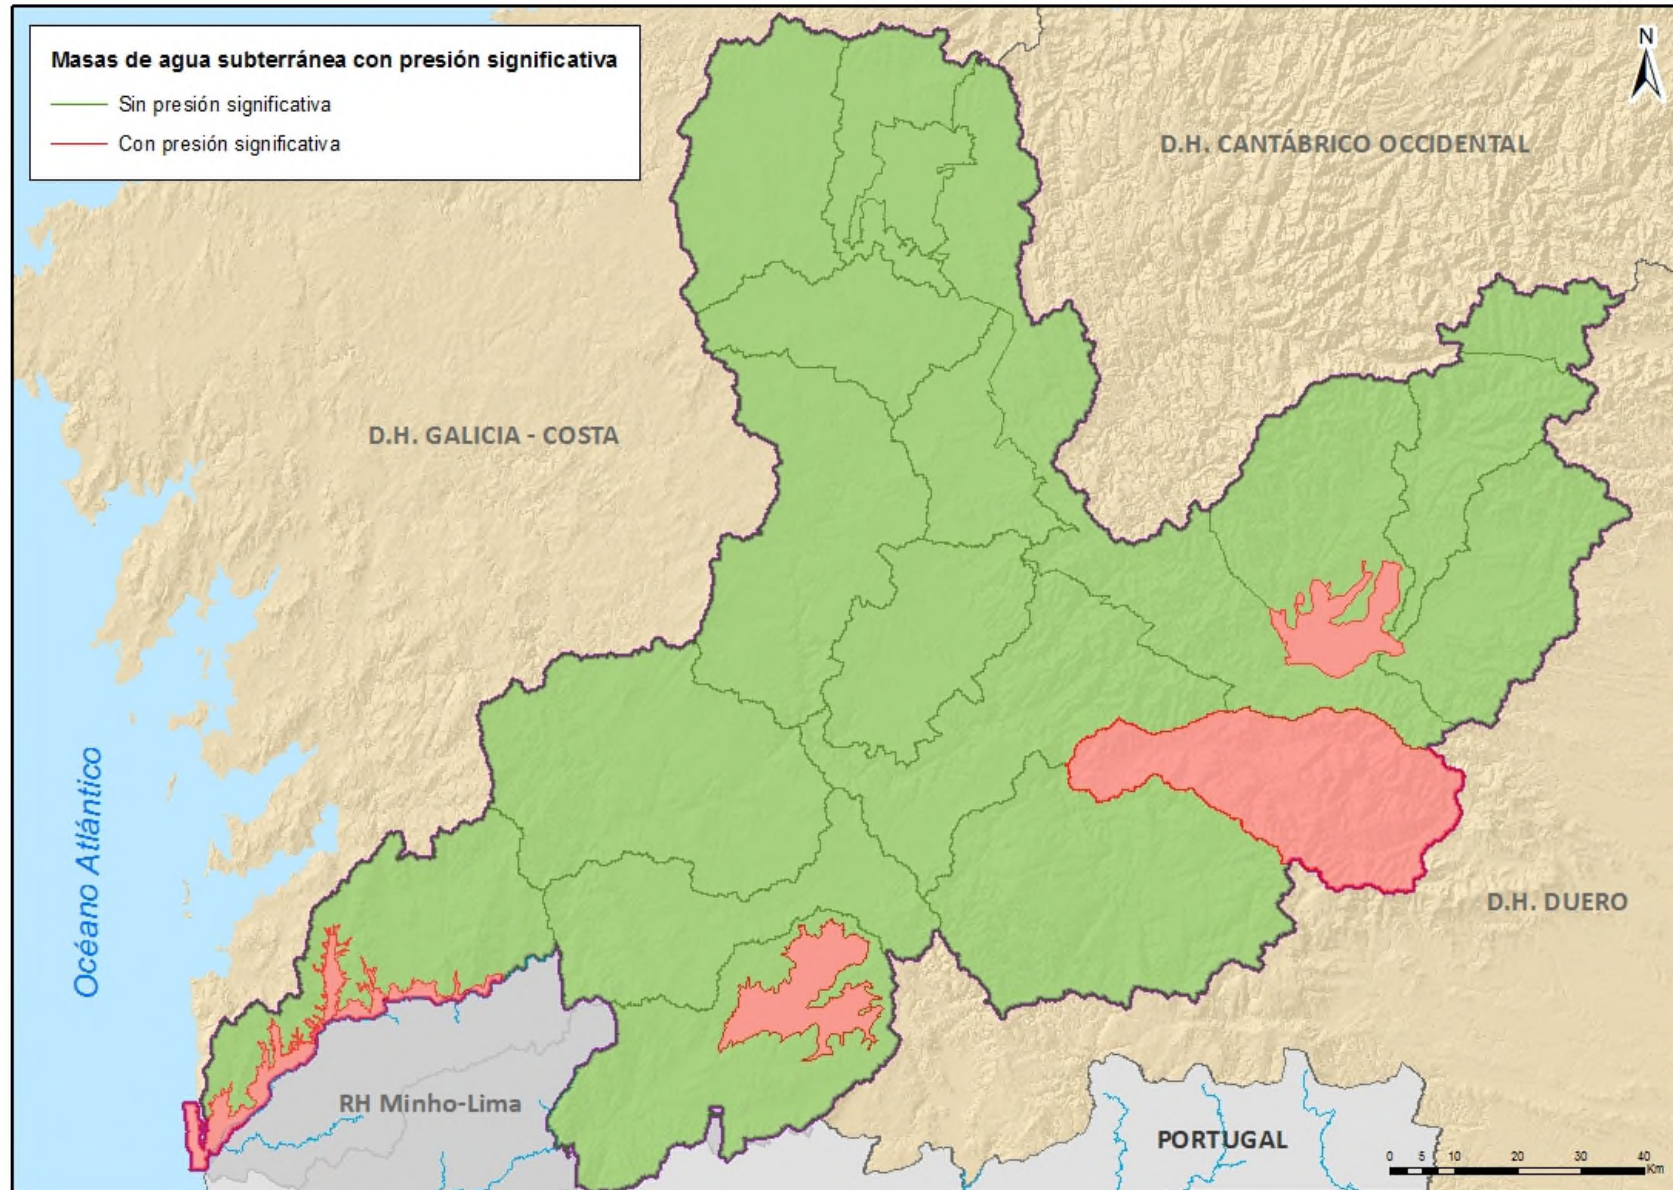 Masas de agua subterránea con presión significativa
Sin presión significativa
Con presión significativa
N
D.H. CANTÁBRICO OCCIDENTAL
D.H. GALICIA - COSTA
Océano Atlántico
D.H. DUERO
RH Minho-Lima
PORTUGAL
0 5 10 20 30 40
Km